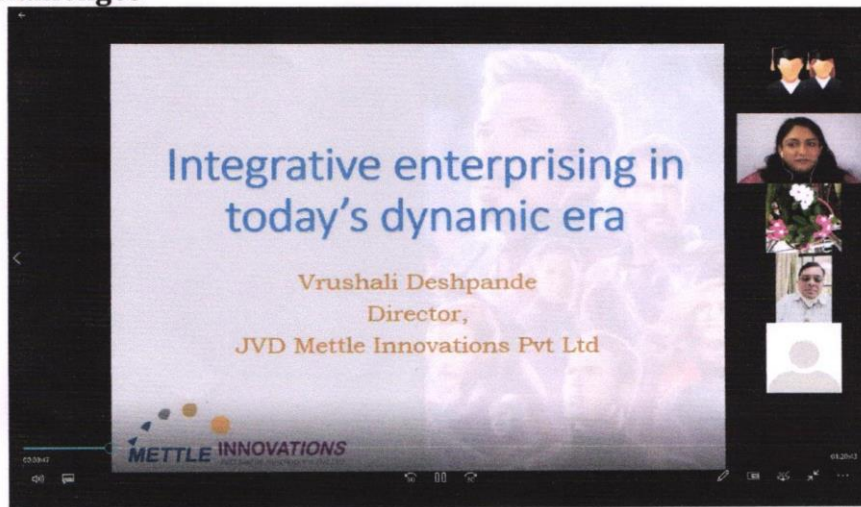 Integrative enterprising in
today's dynamic era
Vrushali Deshpande
Director,
JVD Mettle Innovations Pvt Ltd
METTLE INNOVATIONS